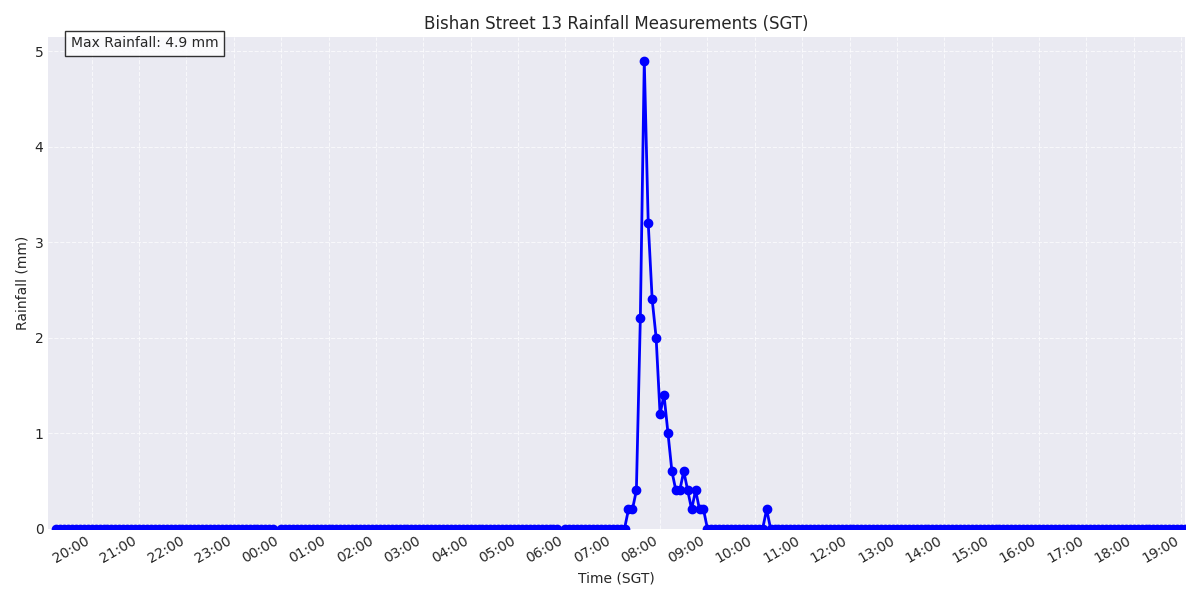 Bishan Street 13 Rainfall Measurements (SGT)
Max Rainfall: 4.9 mm
Rainfall (mm)
5
4
3
2
1
0
20:00 21:00 22:00 23:00 00:00 01:00 02:00 03:00 04:00 05:00 06:00 07:00 08:00 09:00 10:00 11:00 12:00 13:00 14:00 15:00 16:00 17:00 18:00 19:00
Time (SGT)